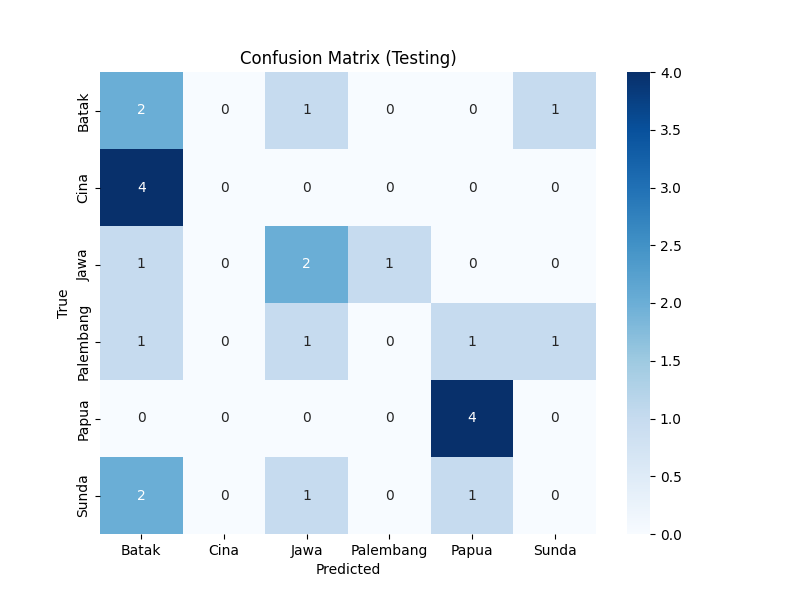 Confusion Matrix (Testing)
True
Batak 2 0 1 0 0 1
Cina 4 0 0 0 0 0
Jawa 1 0 2 1 0 0
Palembang 1 0 1 0 1 1
Papua 0 0 0 0 4 0
Sunda 2 0 1 0 1 0
Batak Cina Jawa Palembang Papua Sunda
Predicted
4.0
3.5
3.0
2.5
2.0
1.5
1.0
0.5
0.0